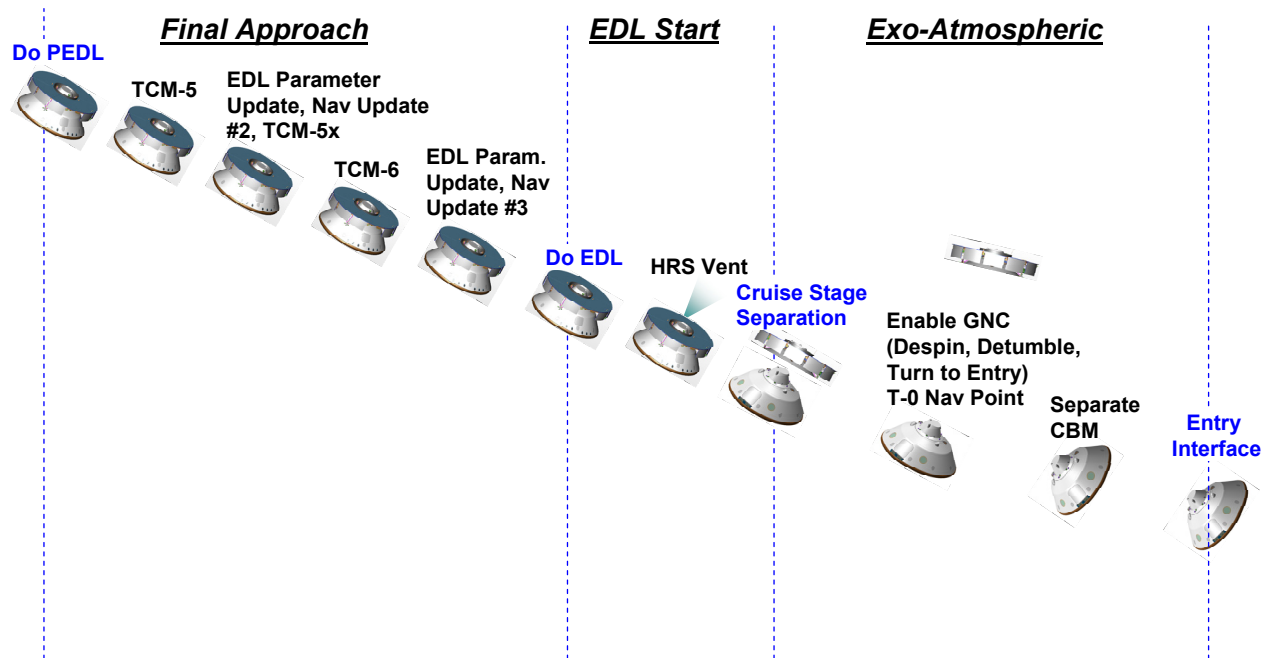 Final Approach
EDL Start
Exo-Atmospheric
Do PEDL
TCM-5
EDL Parameter
Update, Nav Update
#2, TCM-5x
TCM-6
EDL Param.
Update, Nav
Update #3
Do EDL
HRS Vent
Cruise Stage
Separation
Enable GNC
(Despin, Detumble,
Turn to Entry)
T-0 Nav Point
Separate
CBM
Entry
Interface